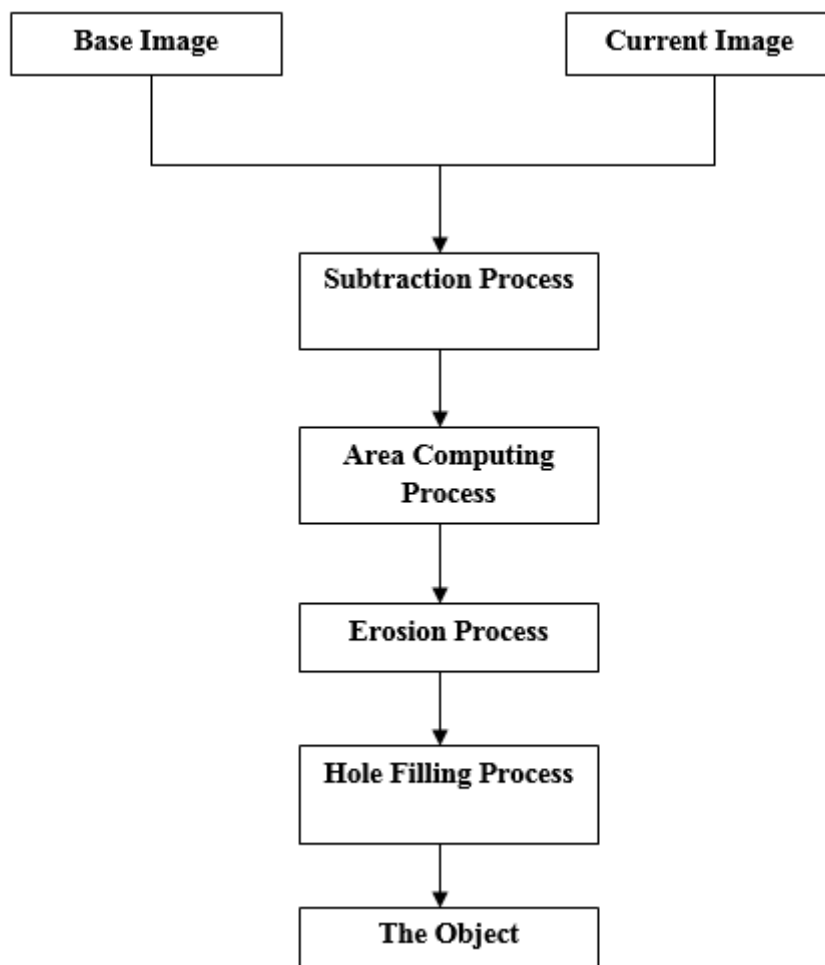 Base Image
Current Image
Subtraction Process
Area Computing
Process
Erosion Process
Hole Filling Process
The Object